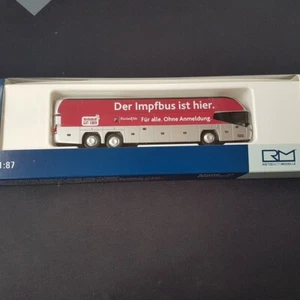 Der Impfbus ist hier.
Für alle. Ohne Anmeldung.
1:87
RM